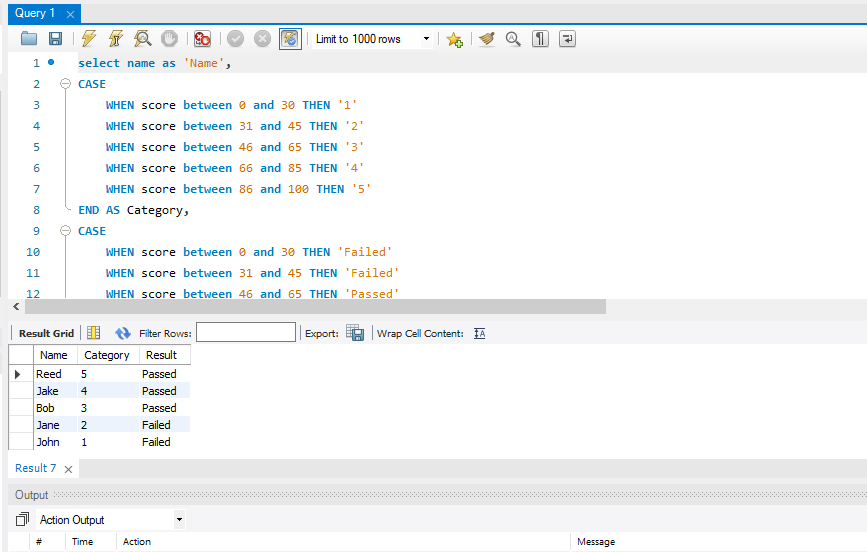 Query 1
Limit to 1000 rows
1 select name as 'Name',
2 CASE
3 WHEN score between 0 and 30 THEN '1'
4 WHEN score between 31 and 45 THEN '2'
5 WHEN score between 46 and 65 THEN '3'
6 WHEN score between 66 and 85 THEN '4'
7 WHEN score between 86 and 100 THEN '5'
8 END AS Category,
9 CASE
10 WHEN score between 0 and 30 THEN 'Failed'
11 WHEN score between 31 and 45 THEN 'Failed'
12 WHEN score between 46 and 65 THEN 'Passed'
Result Grid Filter Rows: Export: Wrap Cell Content:
Name Category Result
Reed 5 Passed
Jake 4 Passed
Bob 3 Passed
Jane 2 Failed
John 1 Failed
Result 7
Output
Action Output
# Time Action Message